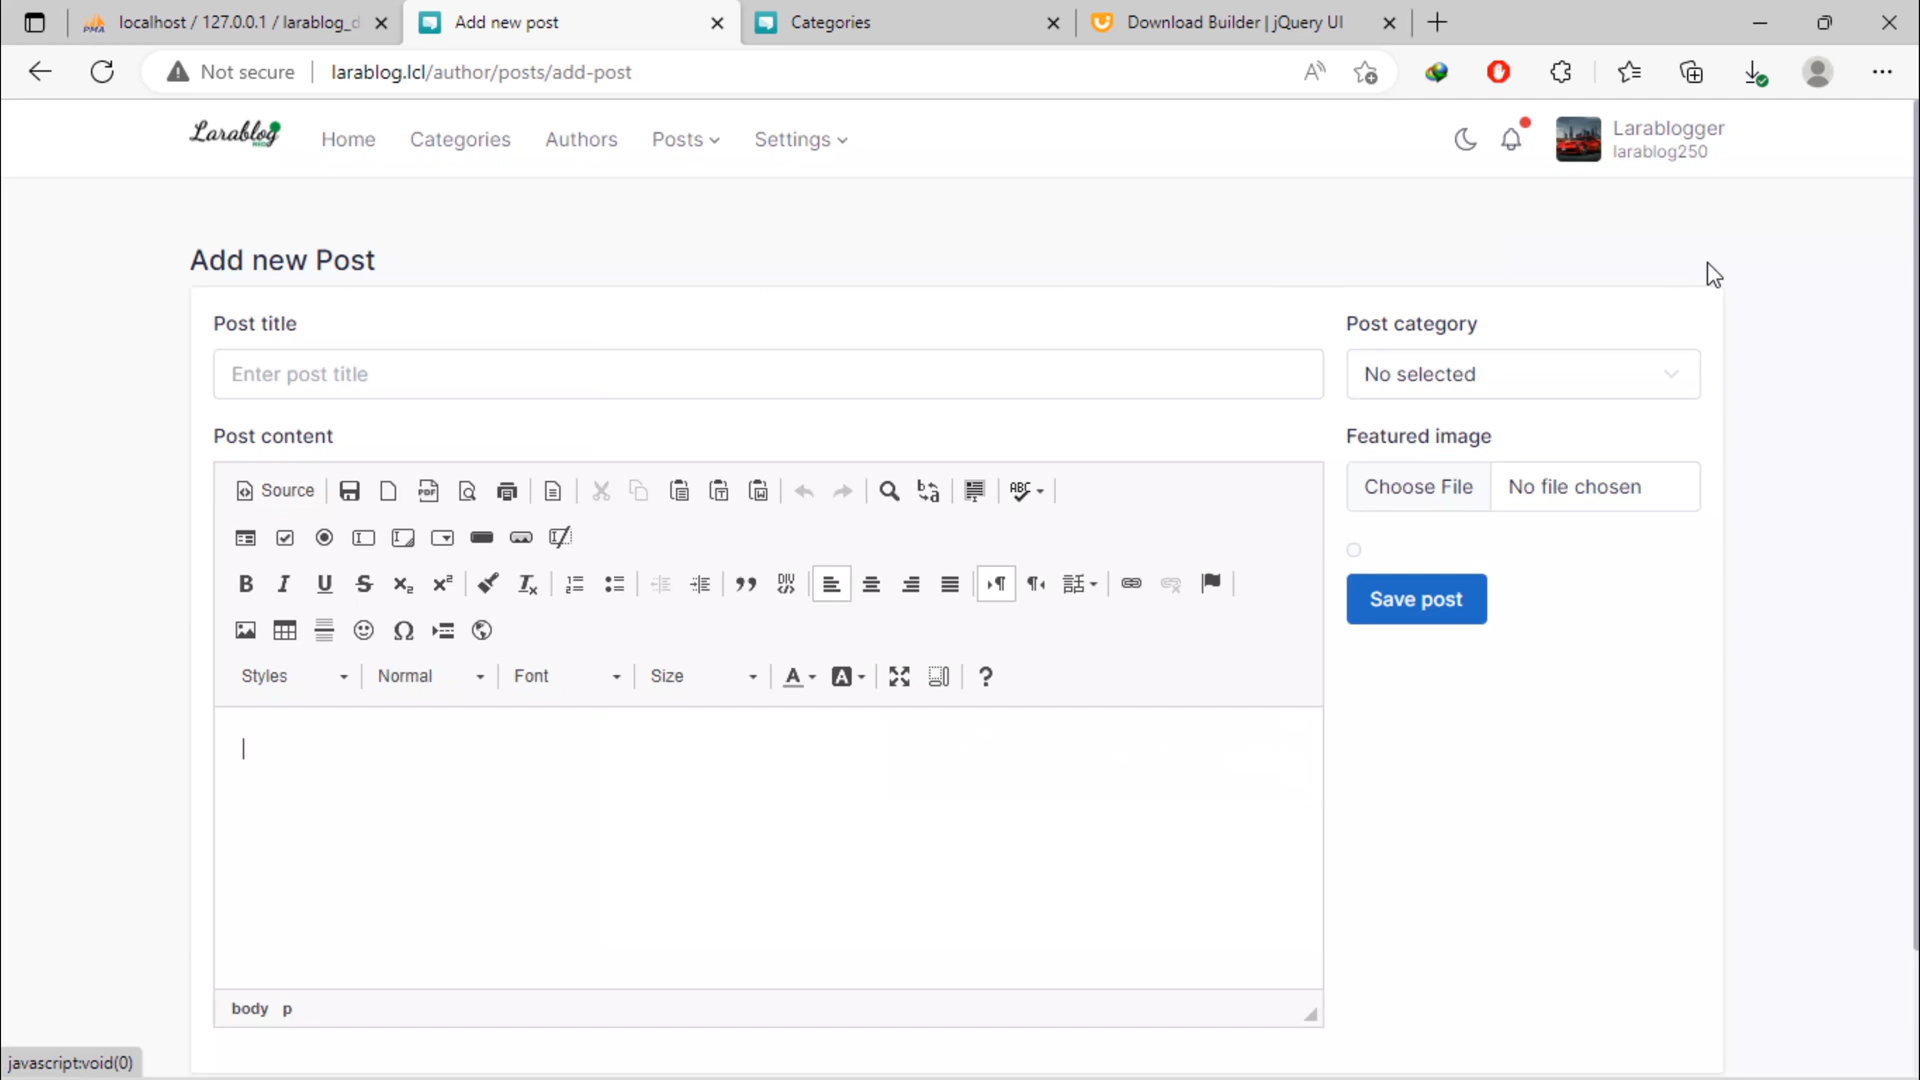 localhost / 127.0.0.1 / larablog_d
Add new post
Categories
Download Builder | jQuery UI
Not secure
larablog.lcl/author/posts/add-post
Larablog
Home
Categories
Authors
Posts
Settings
Larablogger
larablog250
Add new Post
Post title
Enter post title
Post category
No selected
Post content
Featured image
Choose File
No file chosen
Source
Save post
Styles
Normal
Font
Size
body p
javascript:void(0)